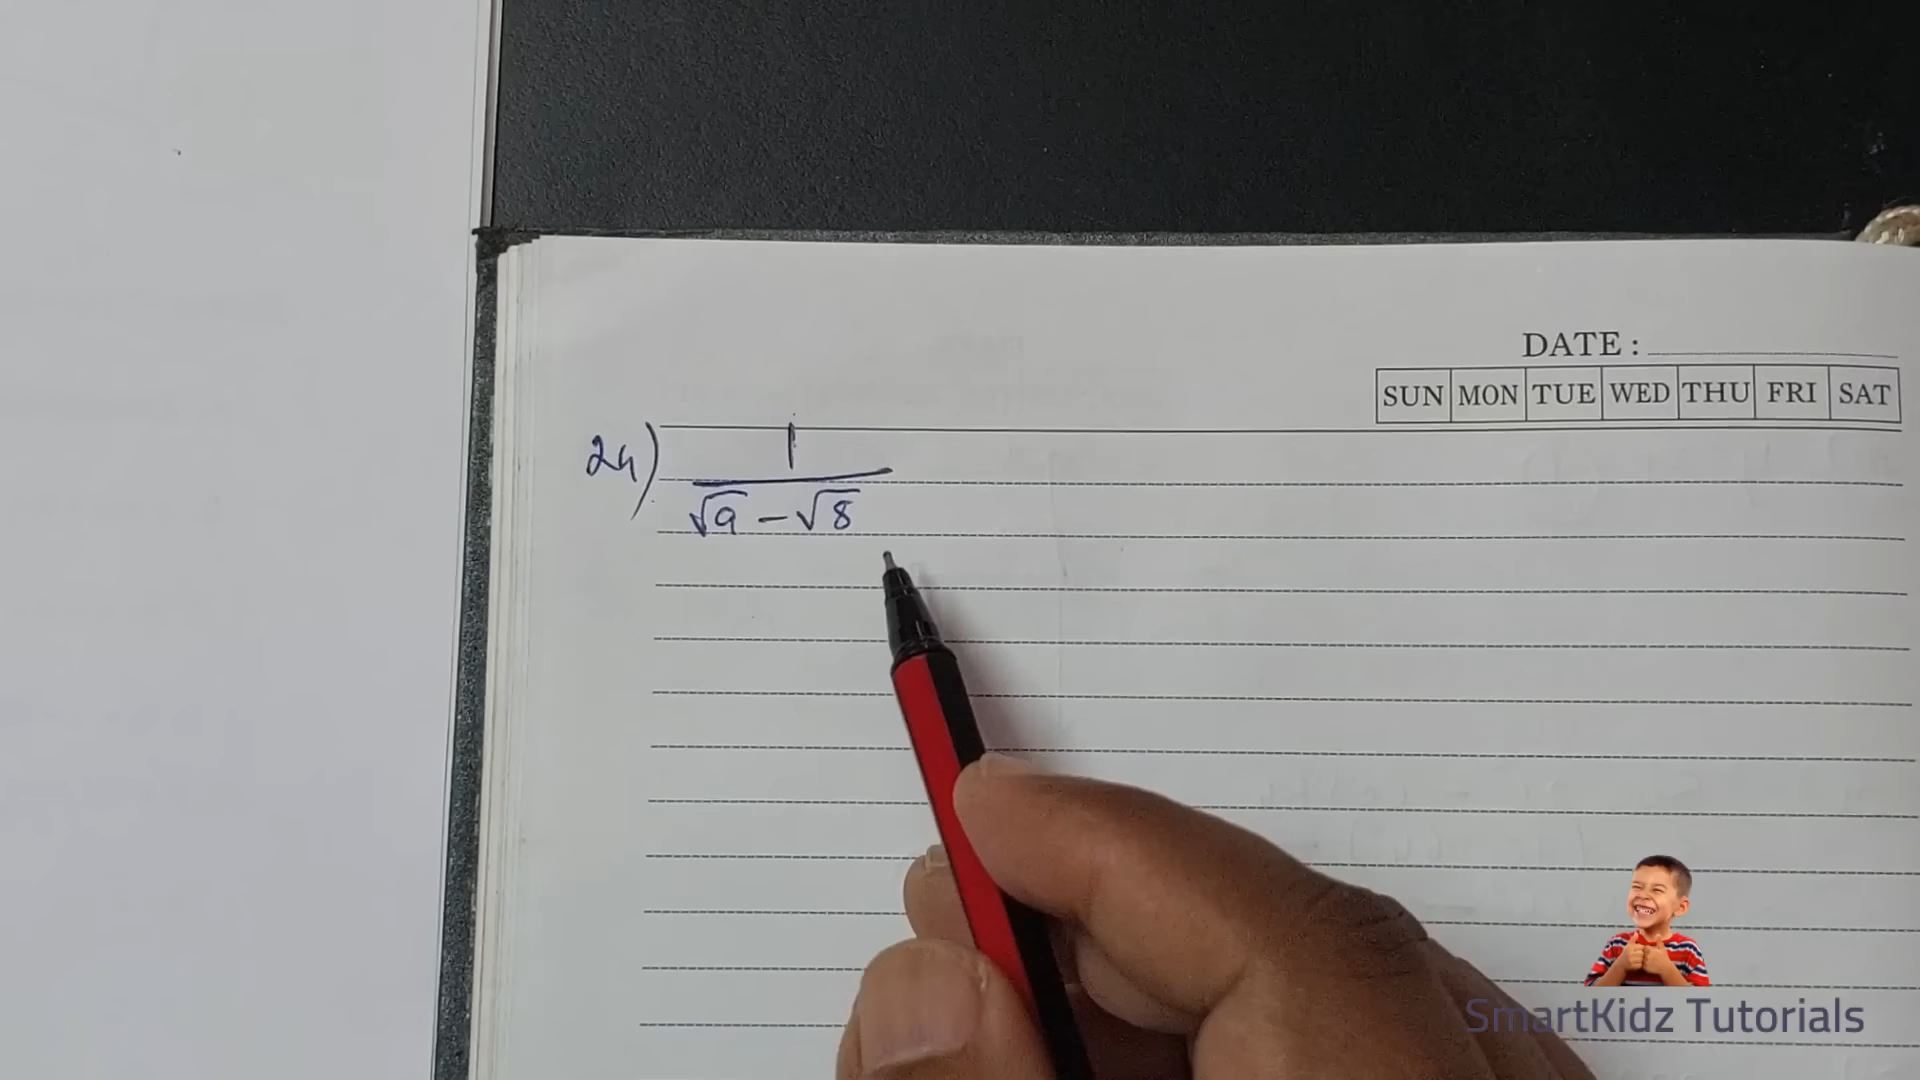 DATE :
SUN MON TUE WED THU FRI SAT
24) 1
√9 - √8
SmartKidz Tutorials